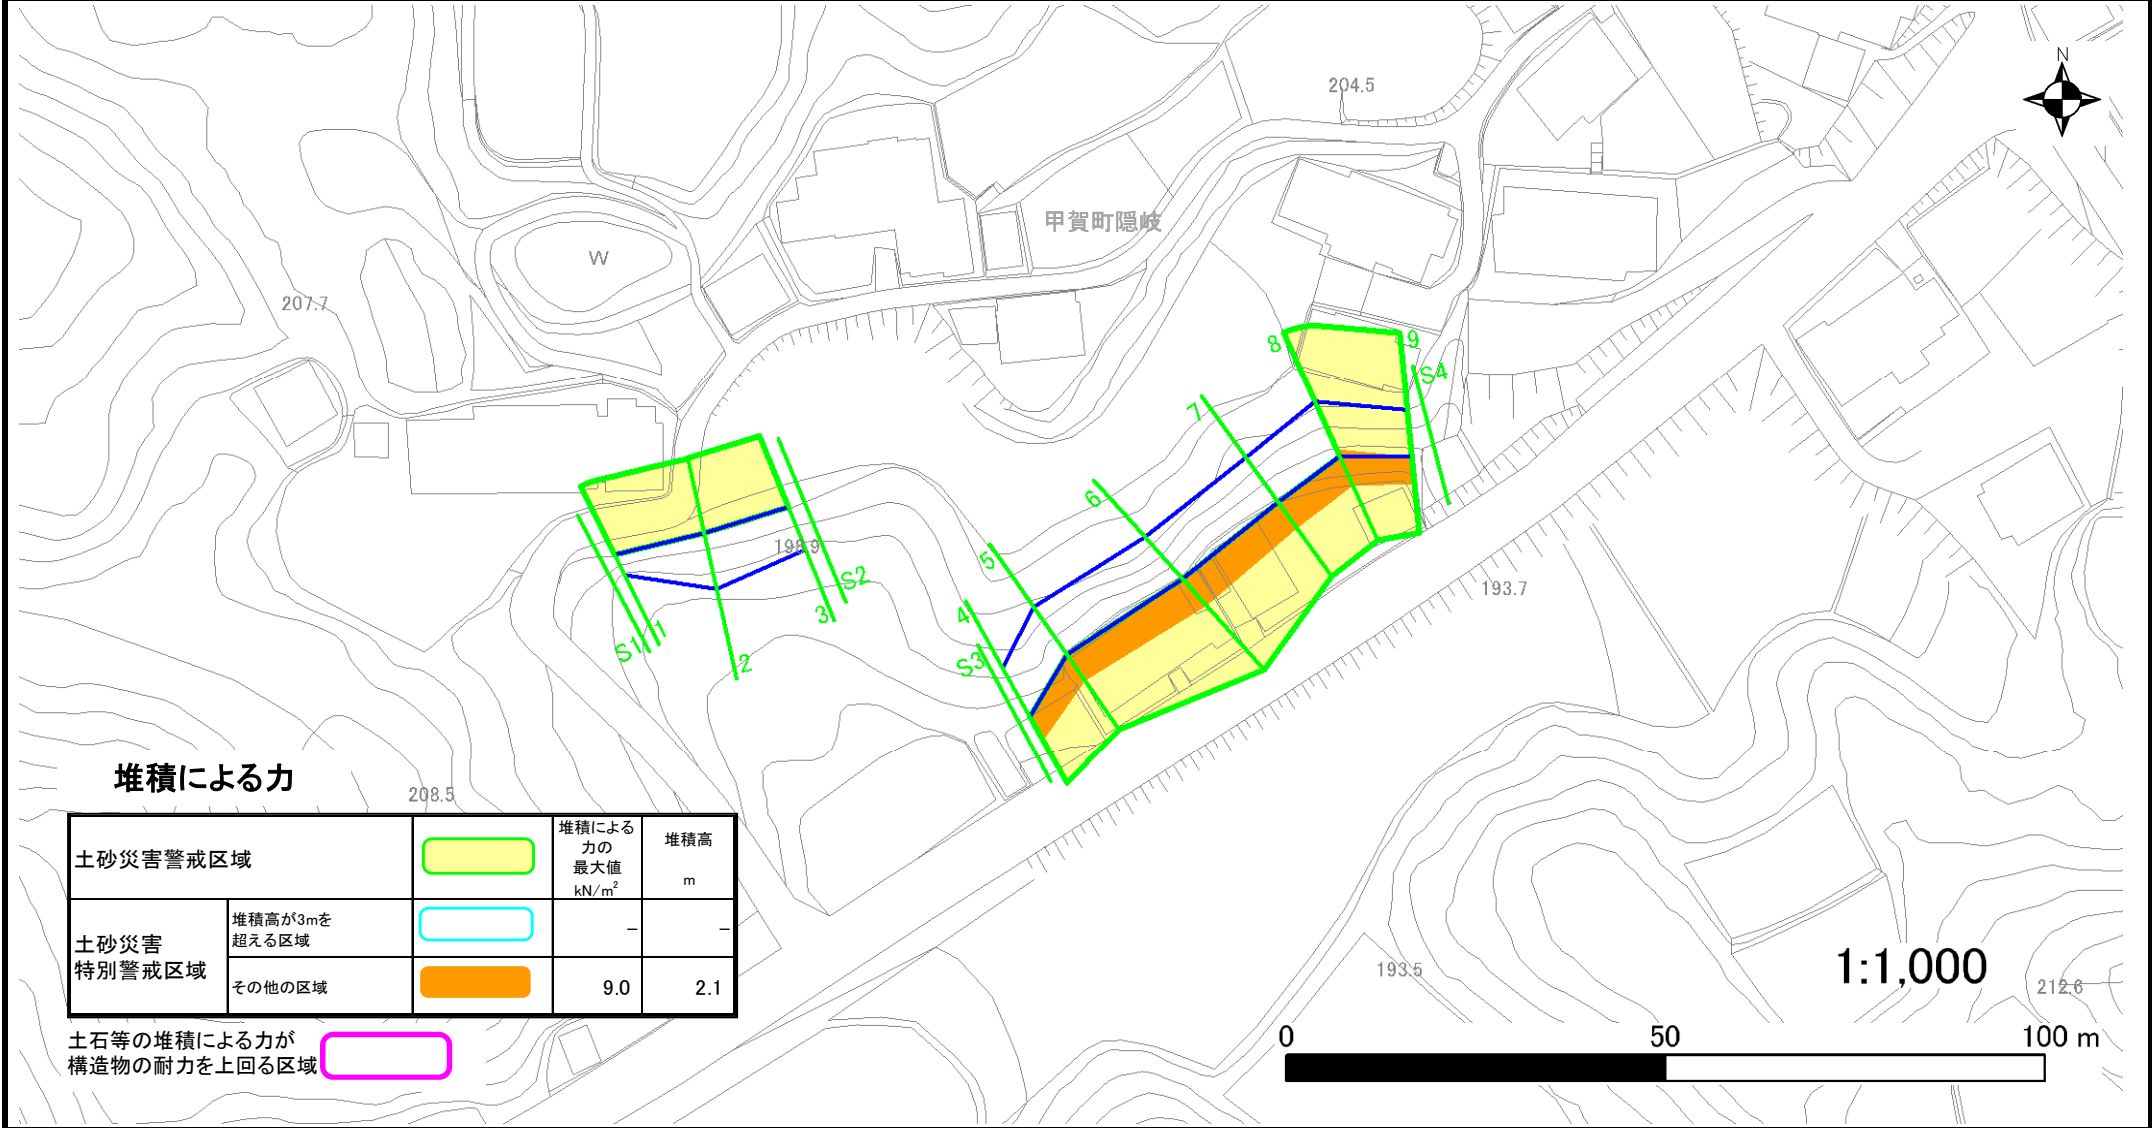 N
204.5
甲賀町隠岐
W
207.7
8
9
S4
7
6
198.9
5
S2
3
4
193.7
S1
1
2
S3
堆積による力
208.5
土砂災害警戒区域
堆積による
力の
最大値
kN/m²
堆積高
m
土砂災害
特別警戒区域
堆積高が3mを
超える区域
–
–
その他の区域
9.0
2.1
土石等の堆積による力が
構造物の耐力を上回る区域
193.5
1:1,000
212.6
0
50
100 m